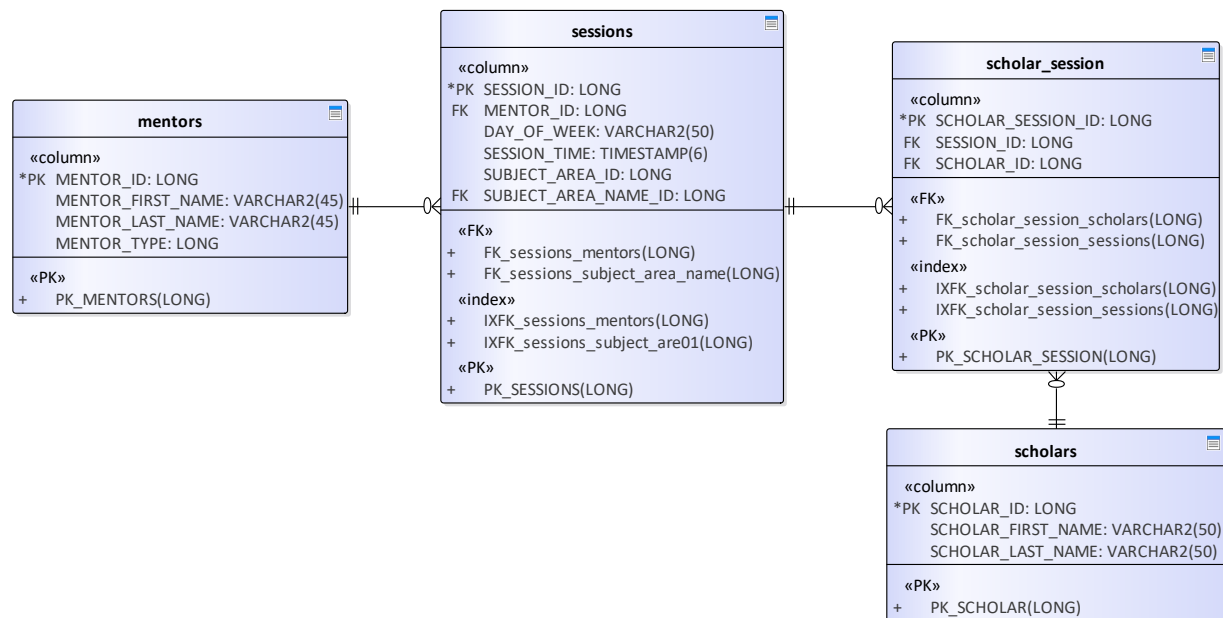 mentors
«column»
*PK MENTOR_ID: LONG
MENTOR_FIRST_NAME: VARCHAR2(45)
MENTOR_LAST_NAME: VARCHAR2(45)
MENTOR_TYPE: LONG
«PK»
+ PK_MENTORS(LONG)
sessions
«column»
*PK SESSION_ID: LONG
FK MENTOR_ID: LONG
DAY_OF_WEEK: VARCHAR2(50)
SESSION_TIME: TIMESTAMP(6)
SUBJECT_AREA_ID: LONG
FK SUBJECT_AREA_NAME_ID: LONG
«FK»
+ FK_sessions_mentors(LONG)
+ FK_sessions_subject_area_name(LONG)
«index»
+ IXFK_sessions_mentors(LONG)
+ IXFK_sessions_subject_are01(LONG)
«PK»
+ PK_SESSIONS(LONG)
scholar_session
«column»
*PK SCHOLAR_SESSION_ID: LONG
FK SESSION_ID: LONG
FK SCHOLAR_ID: LONG
«FK»
+ FK_scholar_session_scholars(LONG)
+ FK_scholar_session_sessions(LONG)
«index»
+ IXFK_scholar_session_scholars(LONG)
+ IXFK_scholar_session_sessions(LONG)
«PK»
+ PK_SCHOLAR_SESSION(LONG)
scholars
«column»
*PK SCHOLAR_ID: LONG
SCHOLAR_FIRST_NAME: VARCHAR2(50)
SCHOLAR_LAST_NAME: VARCHAR2(50)
«PK»
+ PK_SCHOLAR(LONG)